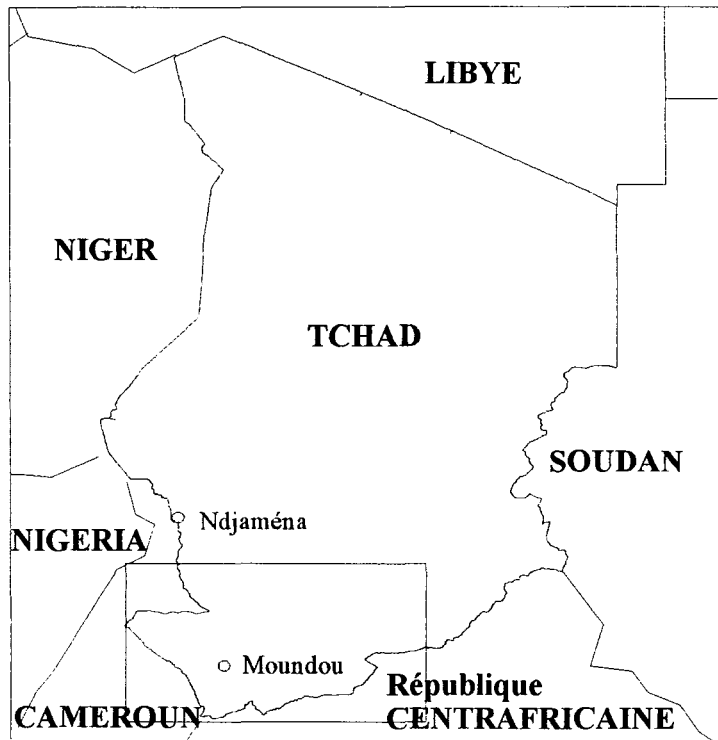 LIBYE
NIGER
TCHAD
SOUDAN
Ndjaména
NIGERIA
Moundou
République
CENTRAFRICAINE
CAMEROUN